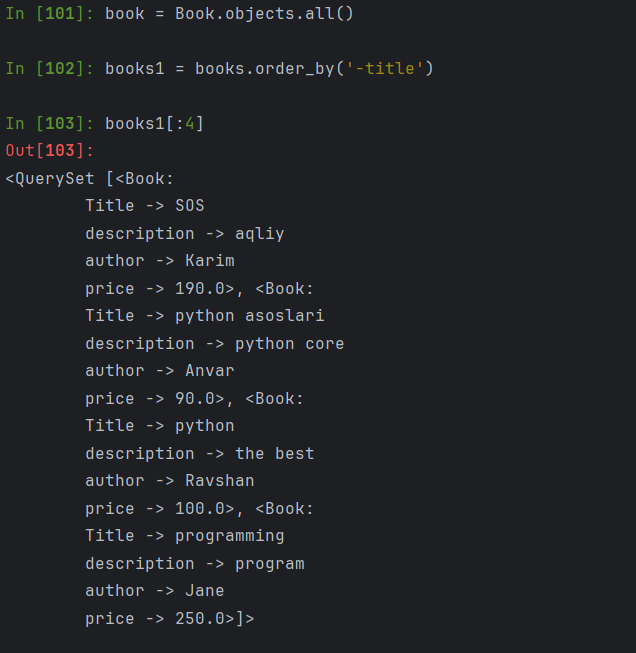 In [101]: book = Book.objects.all()
In [102]: books1 = books.order_by('-title')
In [103]: books1[:4]
Out[103]:
<QuerySet [<Book:
Title -> SOS
description -> aqliy
author -> Karim
price -> 190.0>, <Book:
Title -> python asoslari
description -> python core
author -> Anvar
price -> 90.0>, <Book:
Title -> python
description -> the best
author -> Ravshan
price -> 100.0>, <Book:
Title -> programming
description -> program
author -> Jane
price -> 250.0>]>